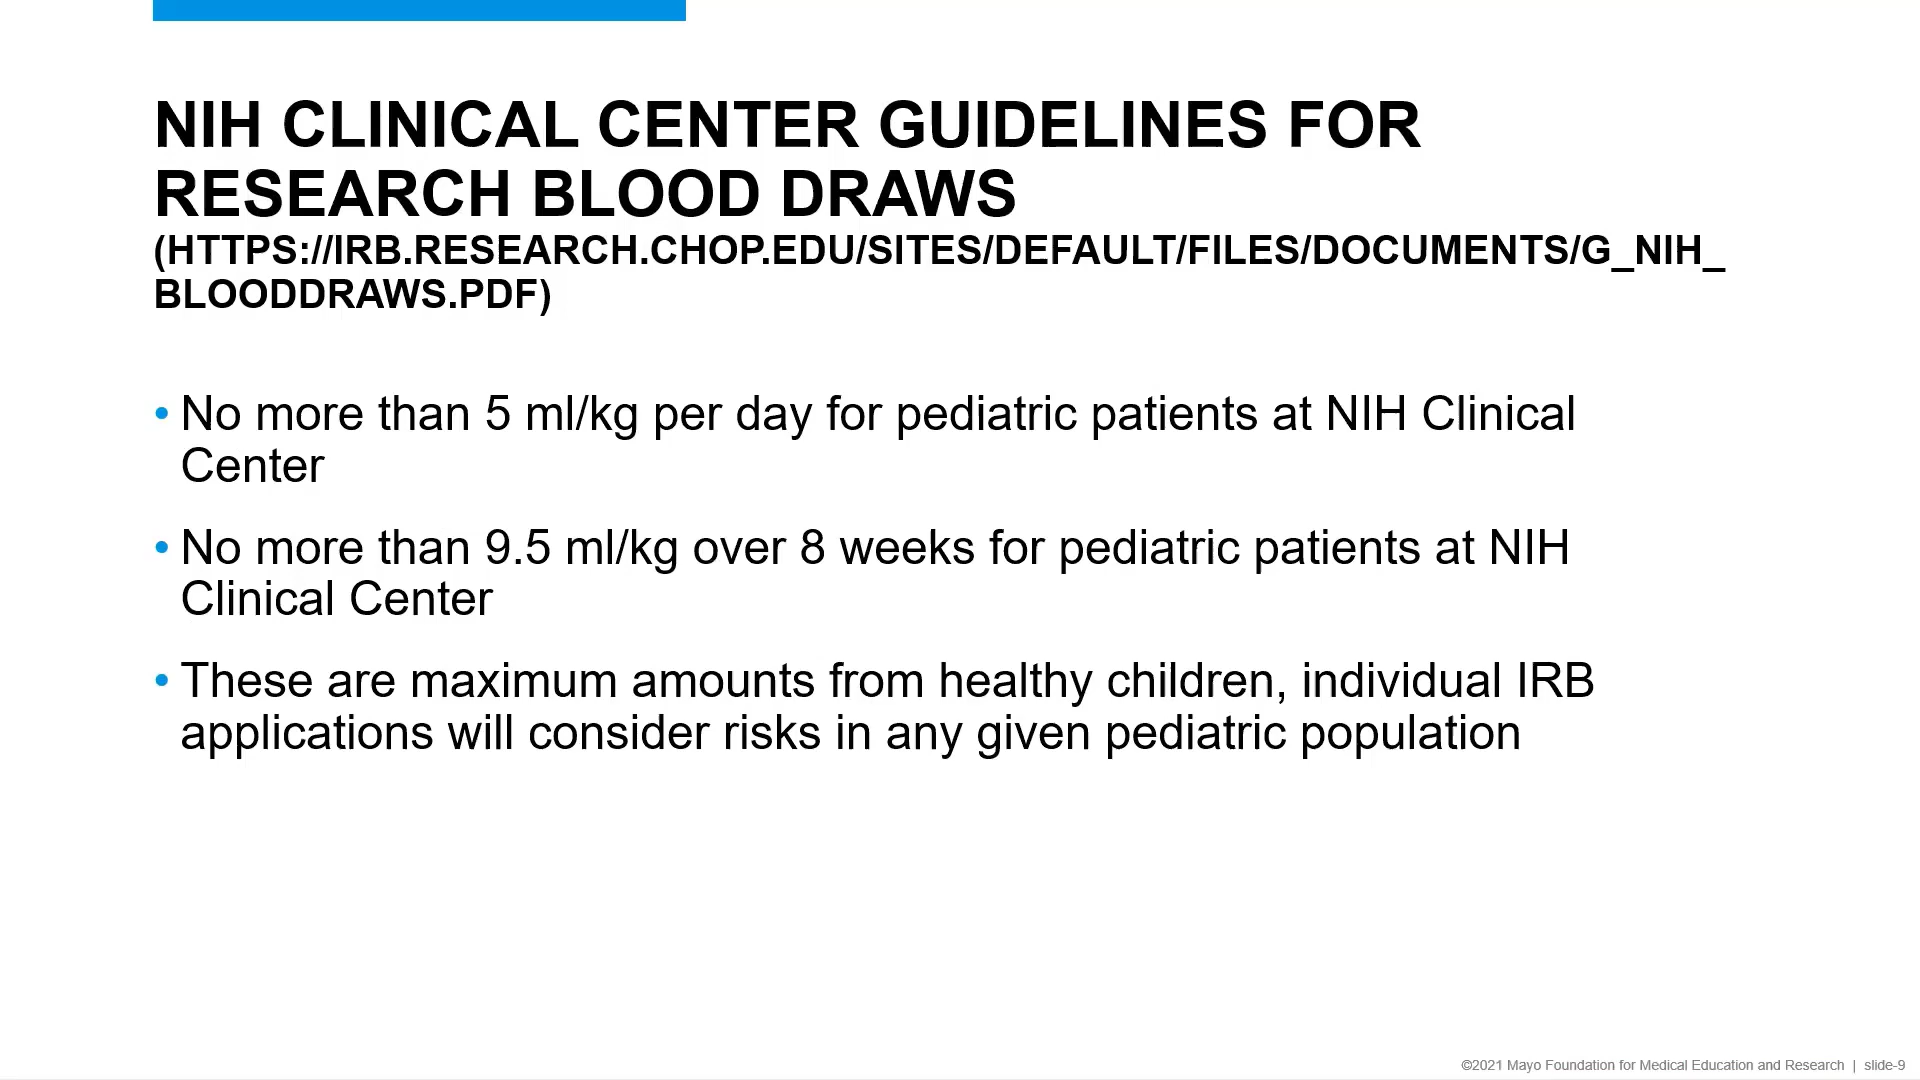 NIH CLINICAL CENTER GUIDELINES FOR
RESEARCH BLOOD DRAWS
(HTTPS://IRB.RESEARCH.CHOP.EDU/SITES/DEFAULT/FILES/DOCUMENTS/G_NIH_
BLOODDRAWS.PDF)
• No more than 5 ml/kg per day for pediatric patients at NIH Clinical
Center
• No more than 9.5 ml/kg over 8 weeks for pediatric patients at NIH
Clinical Center
• These are maximum amounts from healthy children, individual IRB
applications will consider risks in any given pediatric population
©2021 Mayo Foundation for Medical Education and Research | slide-9